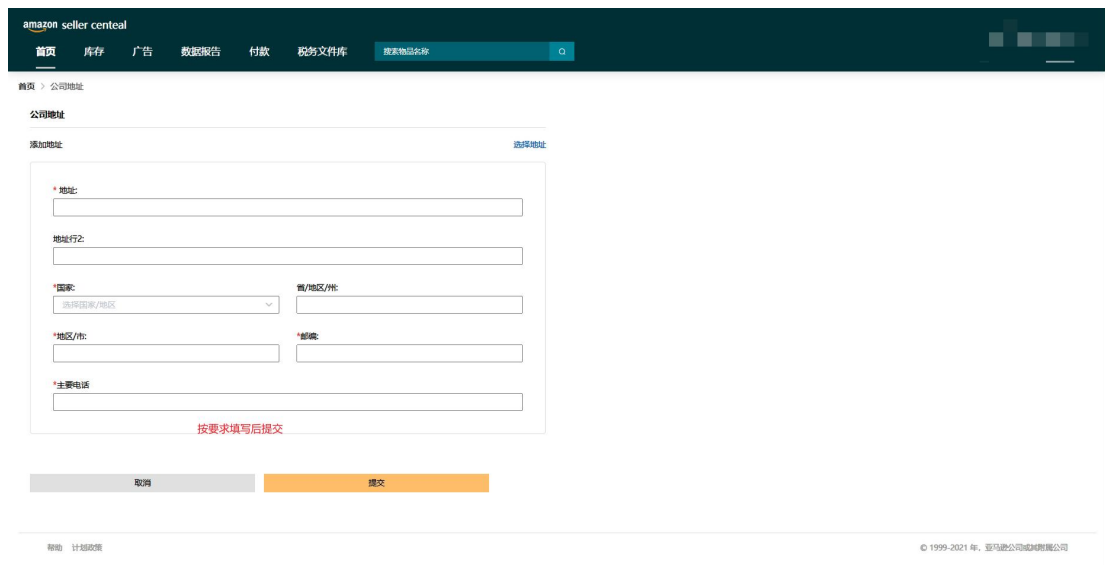 amazon seller centeal
首页 库存 广告 数据报告 付款 税务文件库 搜索物品名称
首页 > 公司地址
公司地址
添加地址 选择地址
* 地址:
地址行2:
*国家: 省/地区/州:
选择国家/地区
*地区/市: *邮编:
*主要电话
按要求填写后提交
取消 提交
帮助 计划政策 © 1999-2021 年, 亚马逊公司或其附属公司